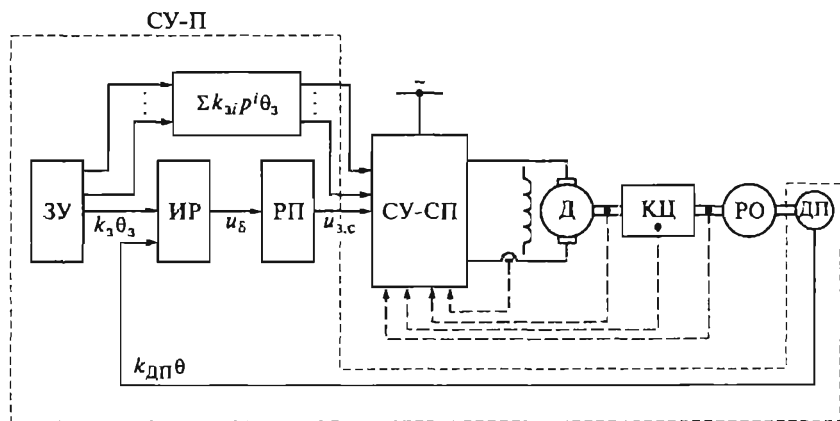 СУ-П
Σk_зi p^i θ_з
~
ЗУ
ИР
РП
СУ-СП
Д
КЦ
РО
ДП
k_з θ_з
u_δ
u_з.с
k_ДП θ